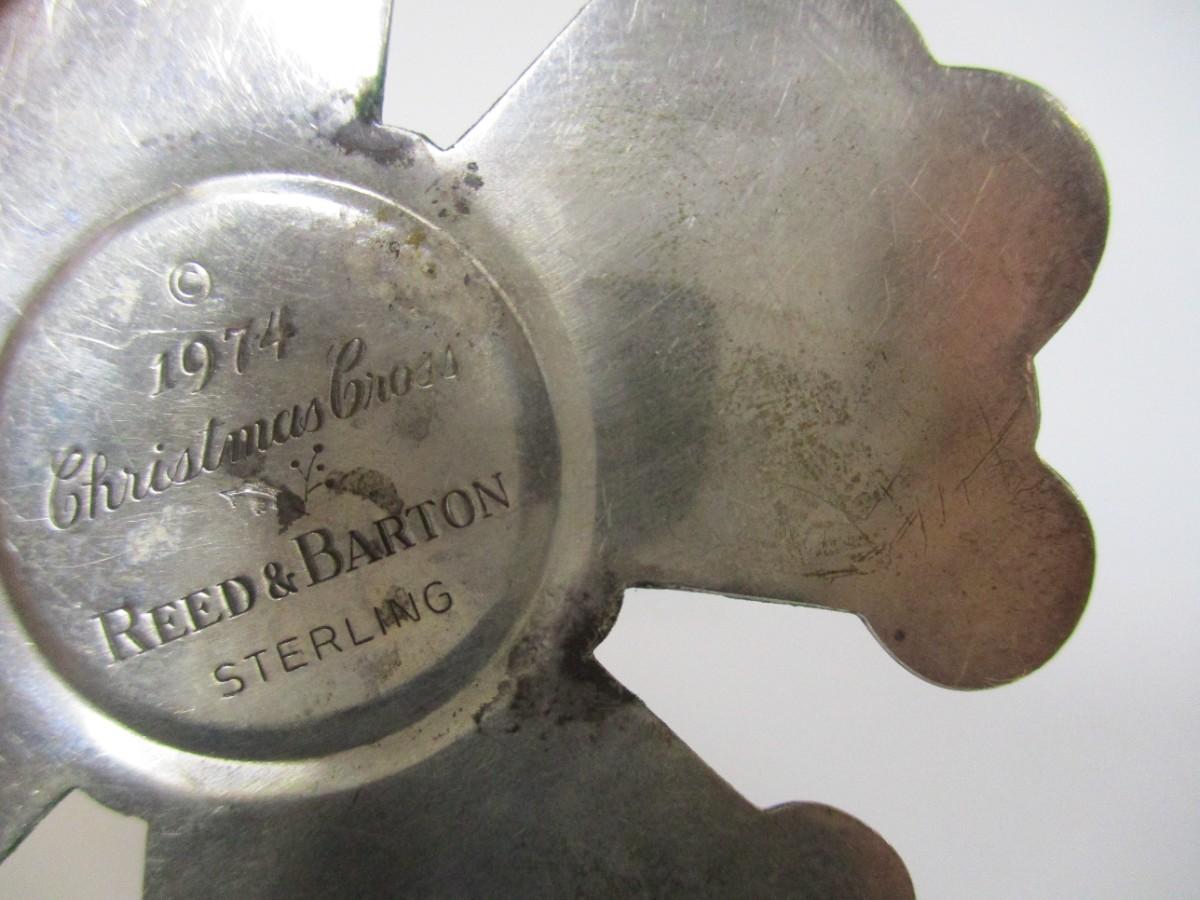 ©
1974
Christmas Cross
REED & BARTON
STERLING